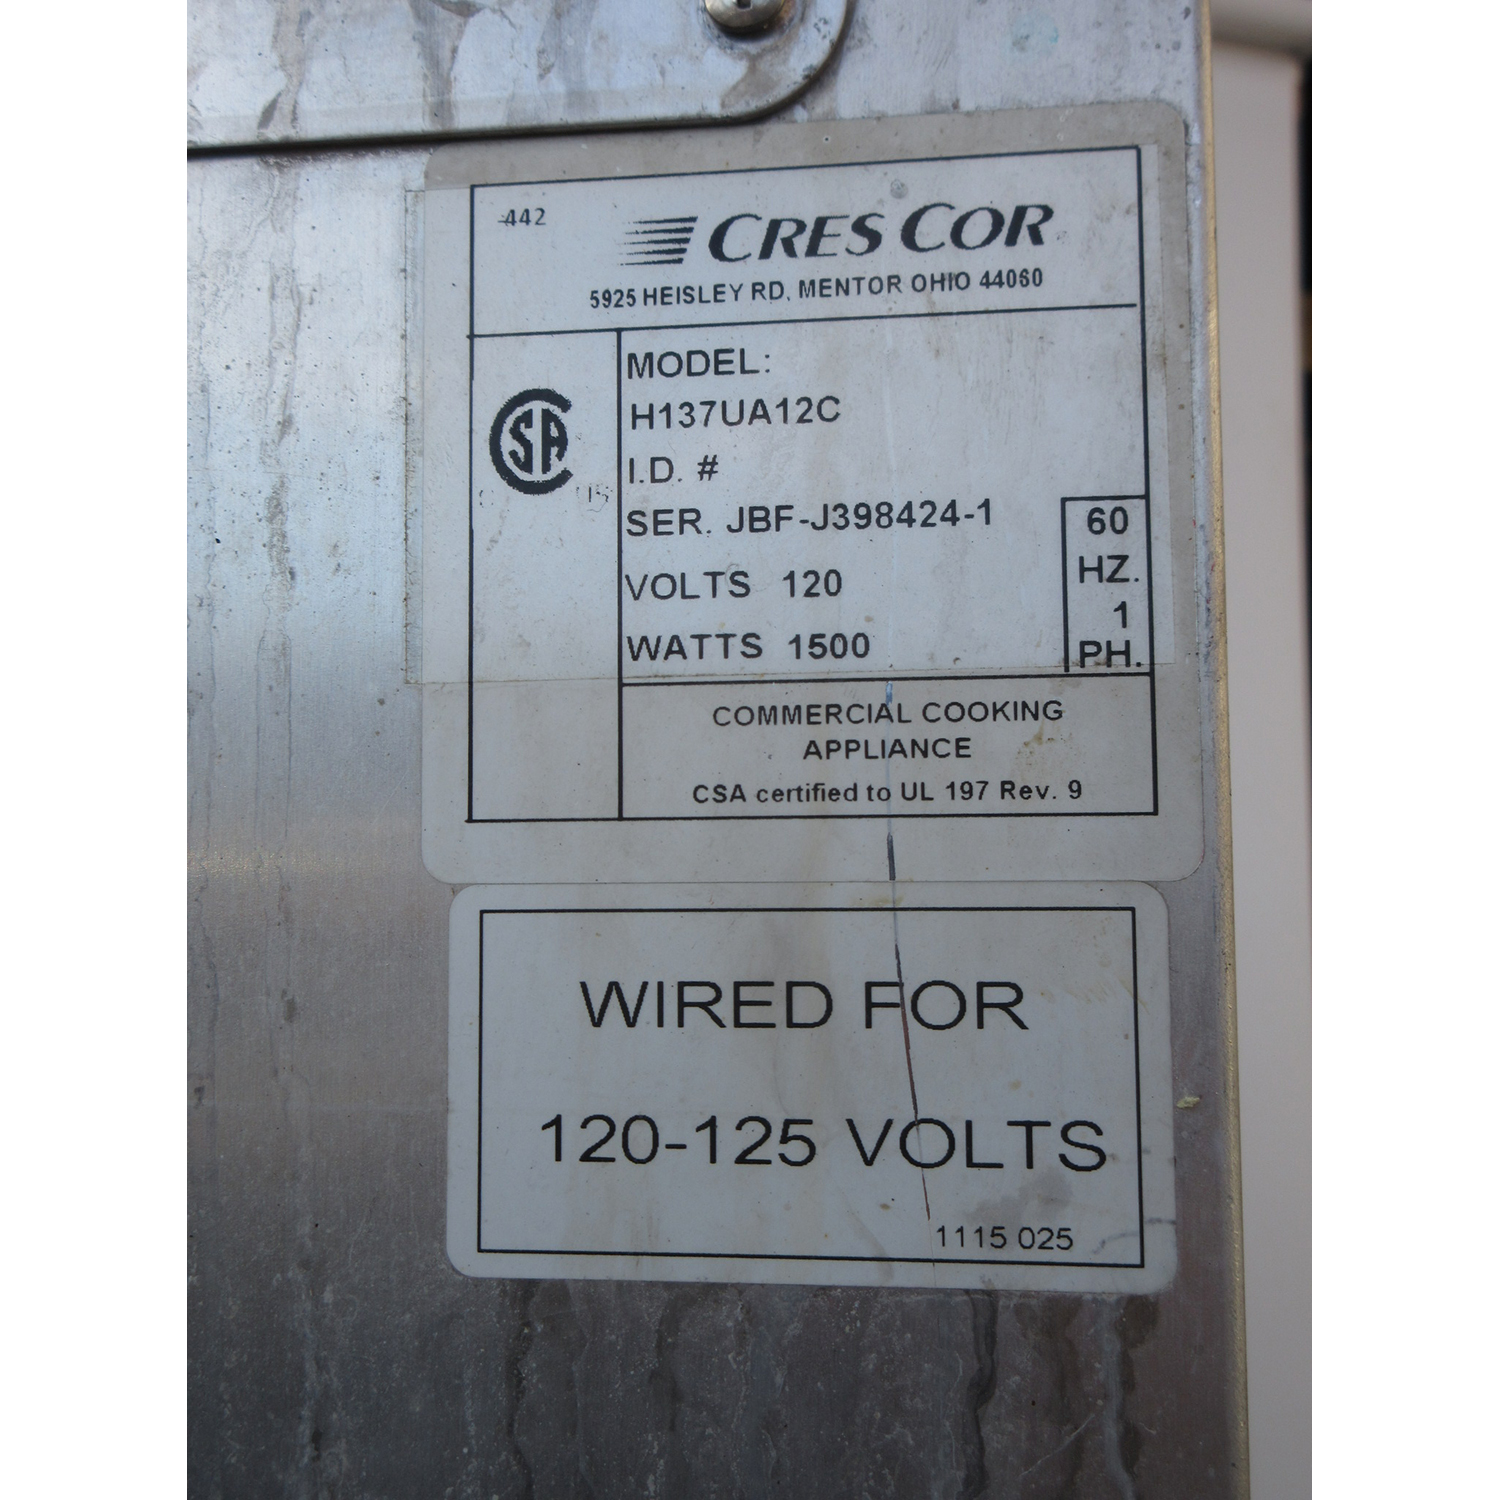 442
CRES COR
5925 HEISLEY RD, MENTOR OHIO 44060
MODEL:
H137UA12C
I.D. #
SER. JBF-J398424-1
VOLTS 120
WATTS 1500
60
HZ.
1
PH.
CSA
COMMERCIAL COOKING
APPLIANCE
CSA certified to UL 197 Rev. 9
WIRED FOR
120-125 VOLTS
1115 025